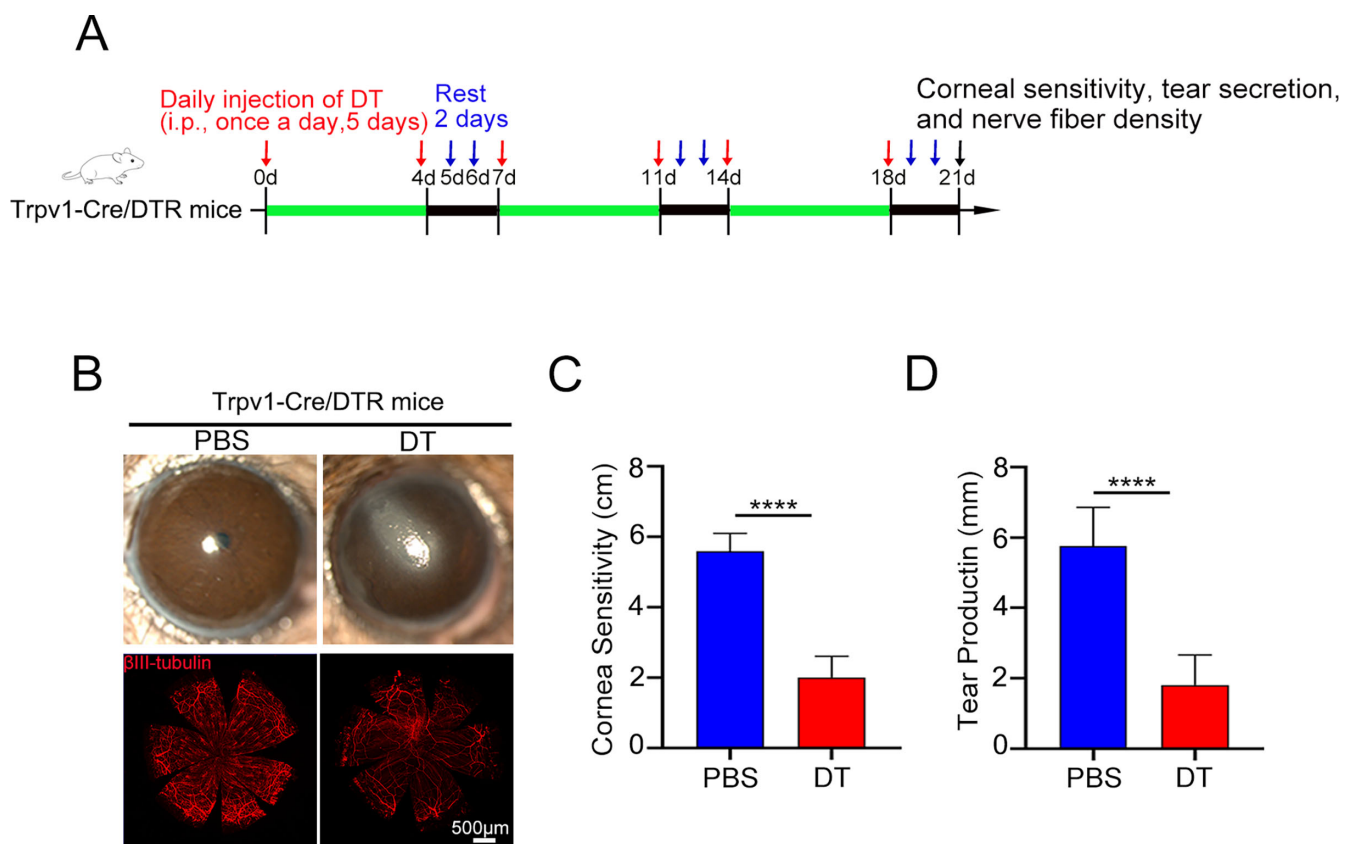 A
Daily injection of DT
(i.p., once a day,5 days)
Rest
2 days
Corneal sensitivity, tear secretion,
and nerve fiber density
0d 4d 5d 6d 7d 11d 14d 18d 21d
Trpv1-Cre/DTR mice
B
Trpv1-Cre/DTR mice
PBS DT
βIII-tubulin
500μm
C
Cornea Sensitivity (cm)
8
6
4
2
0
****
PBS DT
D
Tear Productin (mm)
8
6
4
2
0
****
PBS DT